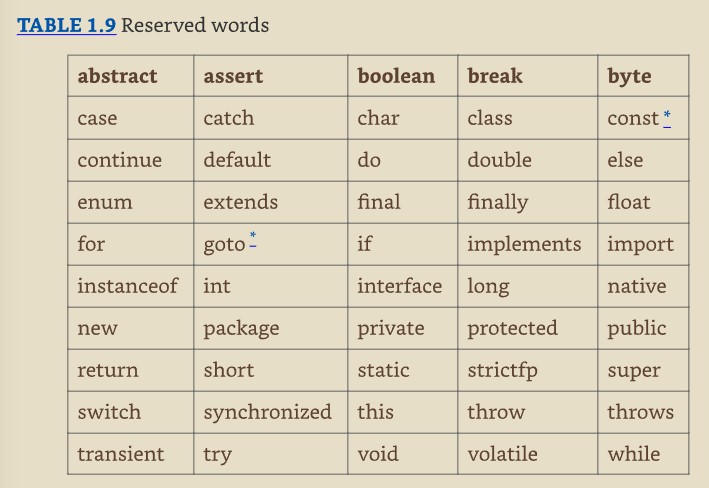 TABLE 1.9 Reserved words
abstract assert boolean break byte
case catch char class const *
continue default do double else
enum extends final finally float
for goto * if implements import
instanceof int interface long native
new package private protected public
return short static strictfp super
switch synchronized this throw throws
transient try void volatile while